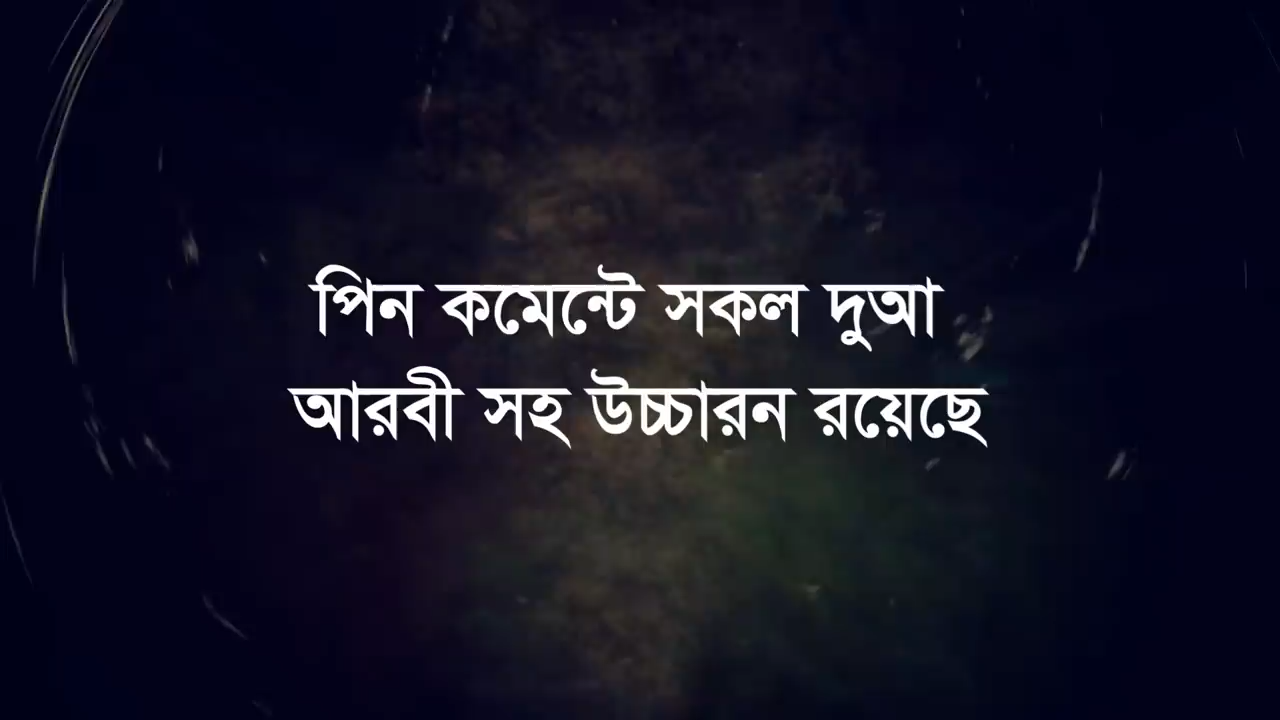 পিন কমেন্টে সকল দুআ
আরবী সহ উচ্চারন রয়েছে